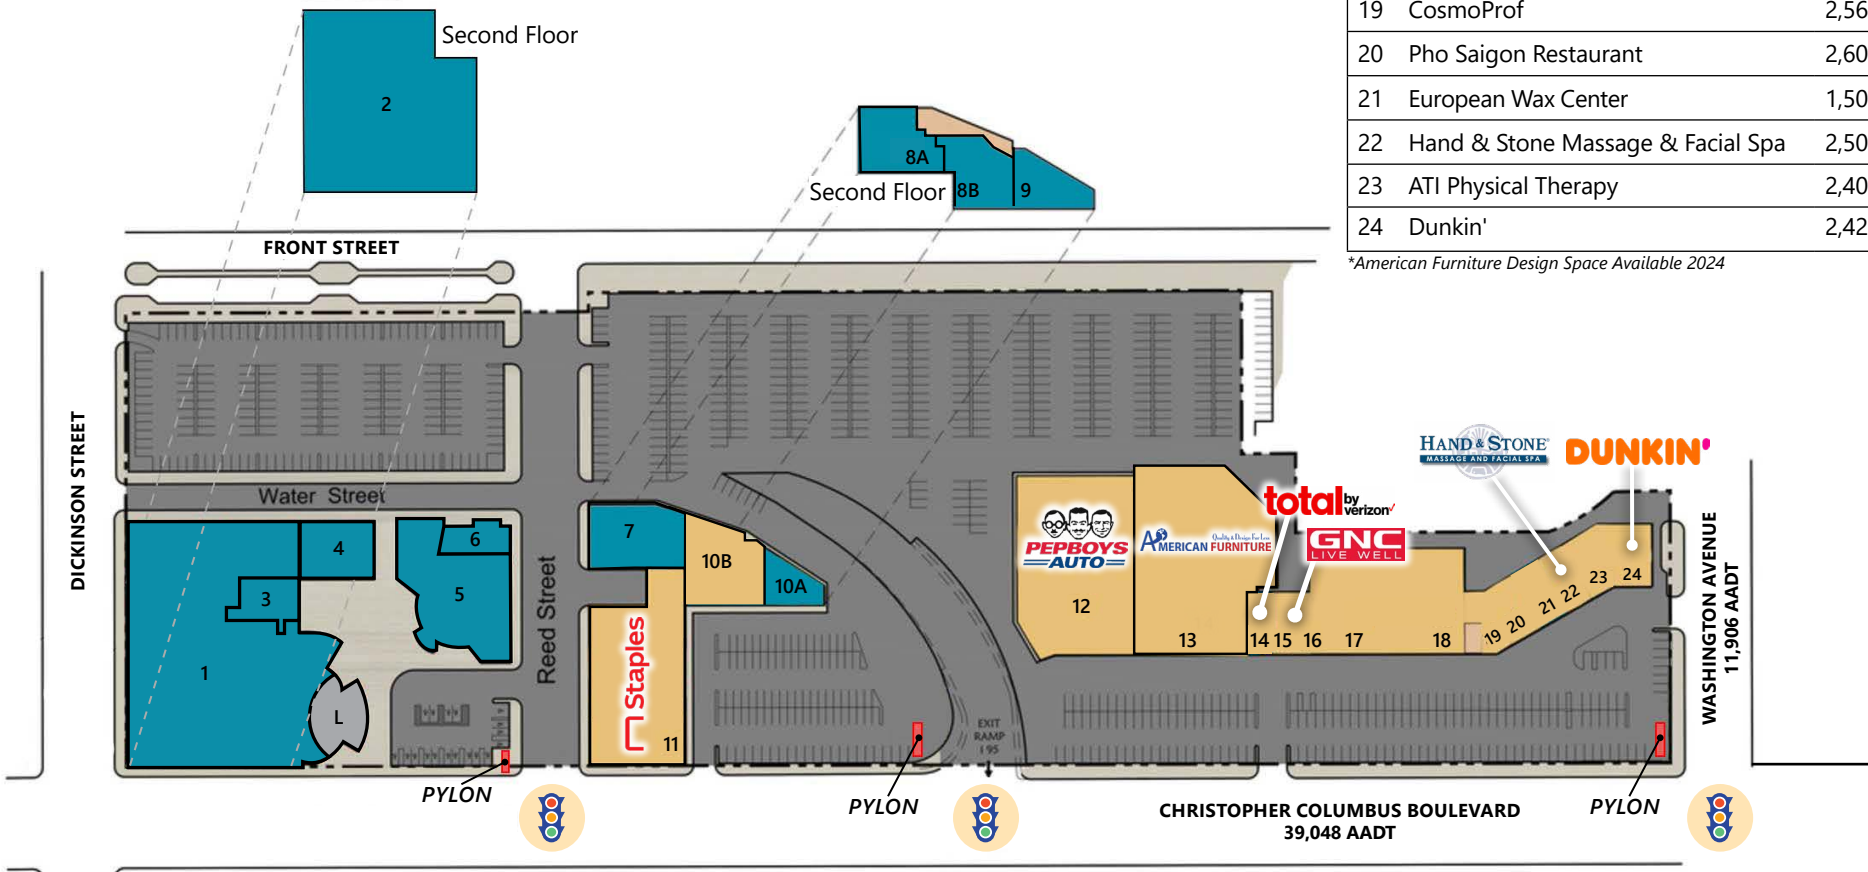 19 CosmoProf 2,56
20 Pho Saigon Restaurant 2,60
21 European Wax Center 1,50
22 Hand & Stone Massage & Facial Spa 2,50
23 ATI Physical Therapy 2,40
24 Dunkin' 2,42
*American Furniture Design Space Available 2024
Second Floor
2
8A
Second Floor
8B
9
FRONT STREET
DICKINSON STREET
Water Street
Reed Street
1
3
4
5
6
L
7
10B
10A
Staples
11
PEPBOYS
AUTO
12
Quality & Design For Less
AMERICAN FURNITURE
13
total by
verizon
GNC
LIVE WELL
HAND & STONE
MASSAGE AND FACIAL SPA
DUNKIN'
14
15
16
17
18
19
20
21
22
23
24
WASHINGTON AVENUE
11,906 AADT
EXIT
RAMP
I 95
PYLON
PYLON
PYLON
CHRISTOPHER COLUMBUS BOULEVARD
39,048 AADT